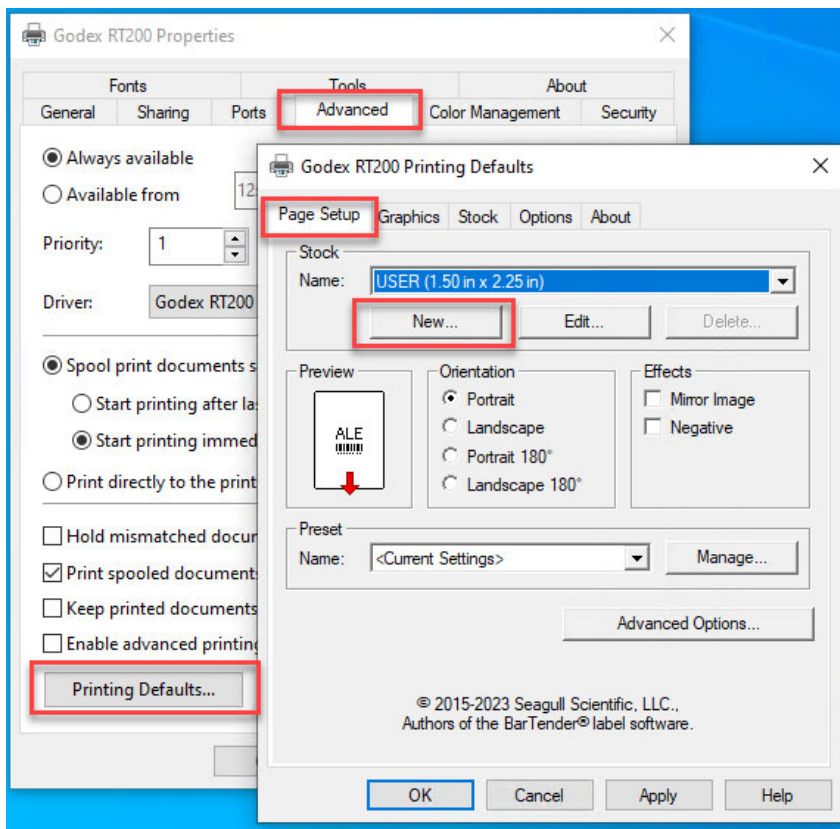 Godex RT200 Properties
Fonts Tools About
General Sharing Ports Advanced Color Management Security
Always available
Available from 12:
Priority: 1
Driver: Godex RT200
Spool print documents s
Start printing after la
Start printing immed
Print directly to the print
Hold mismatched docur
Print spooled document
Keep printed documents
Enable advanced printing
Printing Defaults...
Godex RT200 Printing Defaults
Page Setup Graphics Stock Options About
Stock
Name: USER (1.50 in x 2.25 in)
New... Edit... Delete...
Preview
ALE
Orientation
Portrait
Landscape
Portrait 180°
Landscape 180°
Effects
Mirror Image
Negative
Preset
Name: <Current Settings> Manage...
Advanced Options...
© 2015-2023 Seagull Scientific, LLC.,
Authors of the BarTender® label software.
OK Cancel Apply Help